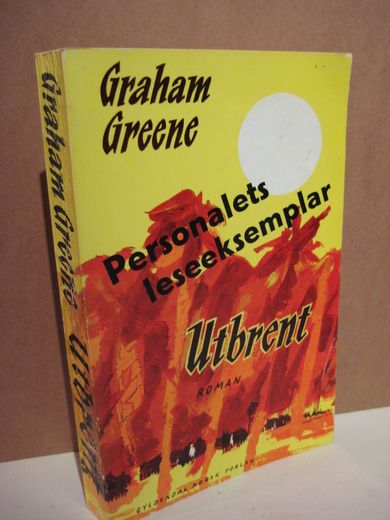 Graham
Greene
Personalets
leseeksemplar
Utbrent
ROMAN
GYLDENDAL NORSK FORLAG
Graham Greene Utbrent